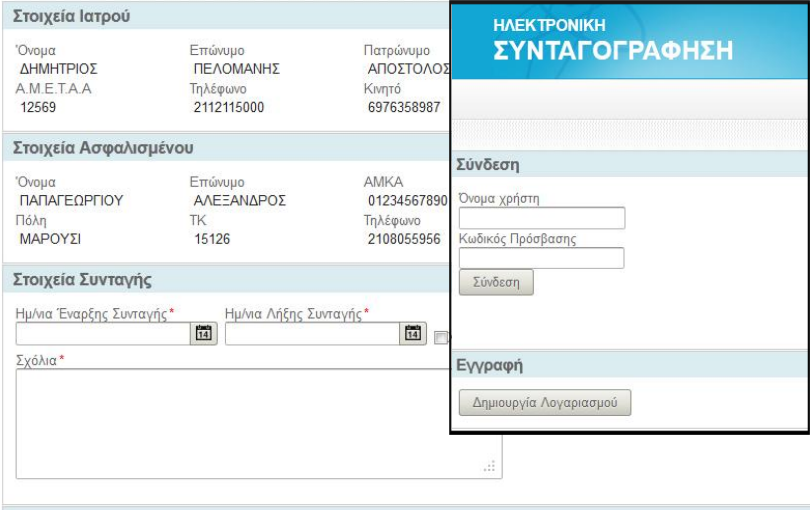 Στοιχεία Ιατρού
Όνομα Επώνυμο Πατρώνυμο
ΔΗΜΗΤΡΙΟΣ ΠΕΛΟΜΑΝΗΣ ΑΠΟΣΤΟΛΟΣ
Α.Μ.Ε.Τ.Α.Α Τηλέφωνο Κινητό
12569 2112115000 6976358987
Στοιχεία Ασφαλισμένου
Όνομα Επώνυμο ΑΜΚΑ
ΠΑΠΑΓΕΩΡΓΙΟΥ ΑΛΕΞΑΝΔΡΟΣ 01234567890
Πόλη ΤΚ Τηλέφωνο
ΜΑΡΟΥΣΙ 15126 2108055956
Στοιχεία Συνταγής
Ημ/νια Έναρξης Συνταγής* Ημ/νια Λήξης Συνταγής*
14 14
Σχόλια*
ΗΛΕΚΤΡΟΝΙΚΗ
ΣΥΝΤΑΓΟΓΡΑΦΗΣΗ
Σύνδεση
Όνομα χρήστη
Κωδικός Πρόσβασης
Σύνδεση
Εγγραφή
Δημιουργία Λογαριασμού